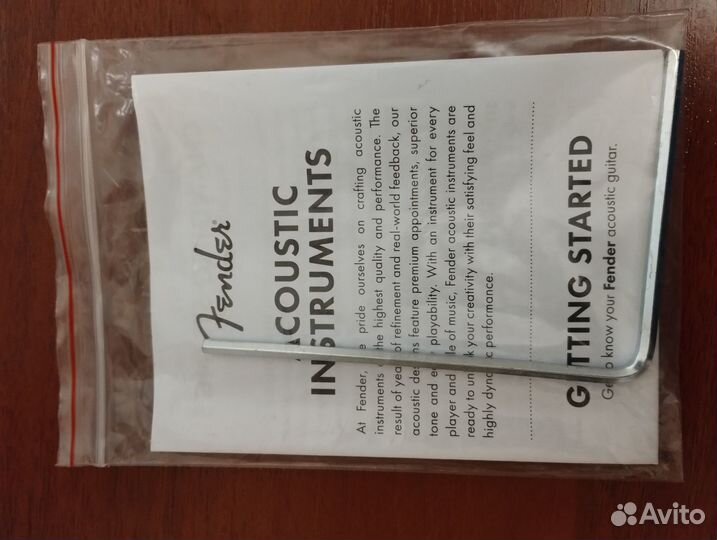 Fender
ACOUSTIC
INSTRUMENTS
At Fender, we pride ourselves on crafting acoustic
instruments of the highest quality and performance. The
result of years of refinement and real-world feedback, our
acoustic designs feature premium appointments, superior
tone and easy playability. With an instrument for every
player and style of music, Fender acoustic instruments are
ready to unlock your creativity with their satisfying feel and
highly dynamic performance.
GETTING STARTED
Get to know your Fender acoustic guitar.
Avito